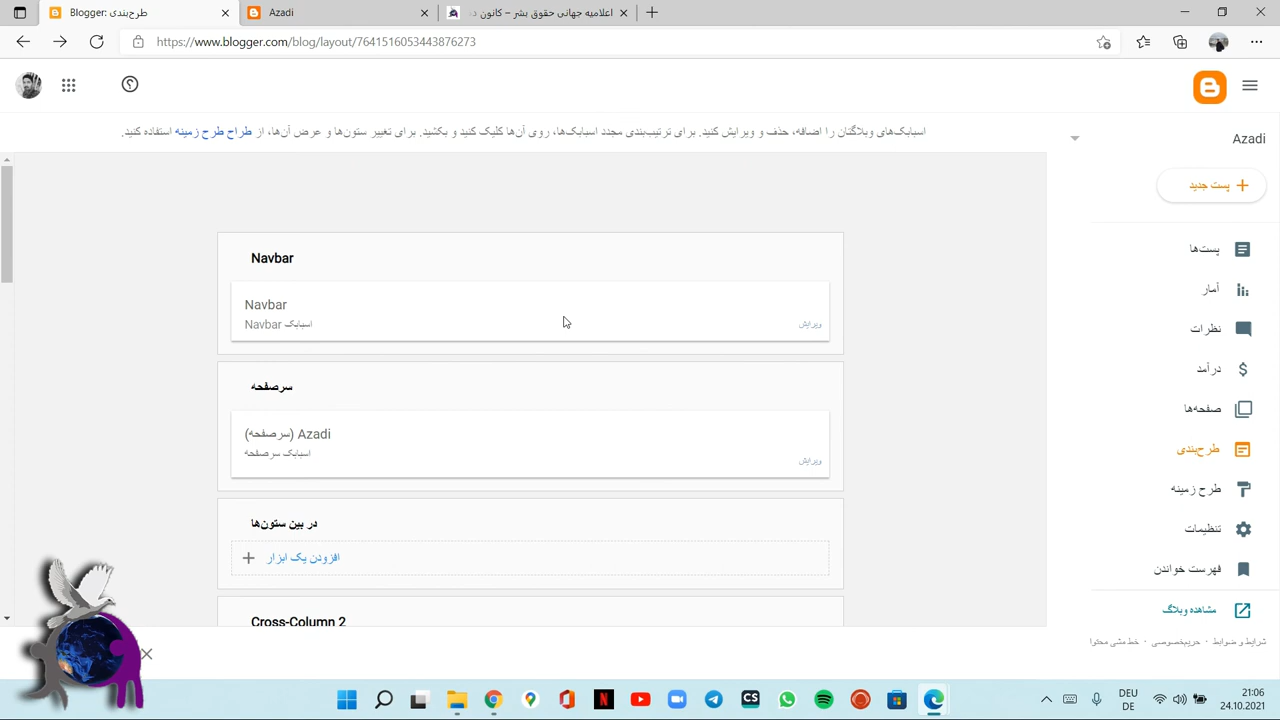 Blogger: طرح‌بندی
Azadi
اعلامیه جهانی حقوق بشر – کانون دفا
https://www.blogger.com/blog/layout/7641516053443876273
اسبابک‌های وبلاگتان را اضافه، حذف و ویرایش کنید. برای ترتیب‌بندی مجدد اسبابک‌ها، روی آن‌ها کلیک کنید و بکشید. برای تغییر ستون‌ها و عرض آن‌ها، از طراح طرح زمینه استفاده کنید.
Azadi
پست جدید
پست‌ها
آمار
نظرات
درآمد
صفحه‌ها
طرح‌بندی
طرح زمینه
تنظیمات
فهرست خواندن
مشاهده وبلاگ
شرایط و ضوابط · حریم‌خصوصی · خط مشی محتوا
Navbar
Navbar
اسبابک Navbar
ویرایش
سرصفحه
Azadi (سرصفحه)
اسبابک سرصفحه
ویرایش
در بین ستون‌ها
افزودن یک ابزار
Cross-Column 2
CS
DEU
DE
21:06
24.10.2021